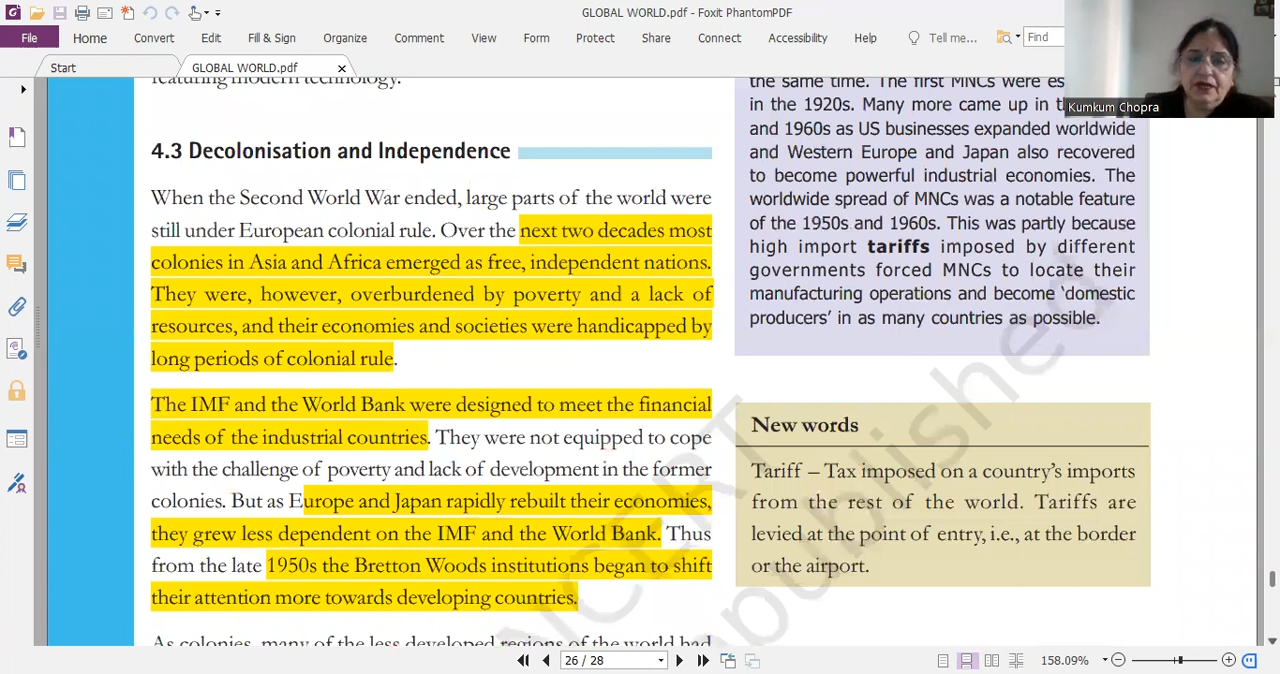 GLOBAL WORLD.pdf - Foxit PhantomPDF
File Home Convert Edit Fill & Sign Organize Comment View Form Protect Share Connect Accessibility Help Tell me... Find
Start GLOBAL WORLD.pdf
Kumkum Chopra
featuring modern technology.
4.3 Decolonisation and Independence
When the Second World War ended, large parts of the world were
still under European colonial rule. Over the next two decades most
colonies in Asia and Africa emerged as free, independent nations.
They were, however, overburdened by poverty and a lack of
resources, and their economies and societies were handicapped by
long periods of colonial rule.
The IMF and the World Bank were designed to meet the financial
needs of the industrial countries. They were not equipped to cope
with the challenge of poverty and lack of development in the former
colonies. But as Europe and Japan rapidly rebuilt their economies,
they grew less dependent on the IMF and the World Bank. Thus
from the late 1950s the Bretton Woods institutions began to shift
their attention more towards developing countries.
As colonies, many of the less developed regions of the world had
the same time. The first MNCs were
in the 1920s. Many more came up in
and 1960s as US businesses expanded worldwide
and Western Europe and Japan also recovered
to become powerful industrial economies. The
worldwide spread of MNCs was a notable feature
of the 1950s and 1960s. This was partly because
high import tariffs imposed by different
governments forced MNCs to locate their
manufacturing operations and become ‘domestic
producers’ in as many countries as possible.
New words
Tariff – Tax imposed on a country’s imports
from the rest of the world. Tariffs are
levied at the point of entry, i.e., at the border
or the airport.
NCERT
published
26 / 28
158.09%